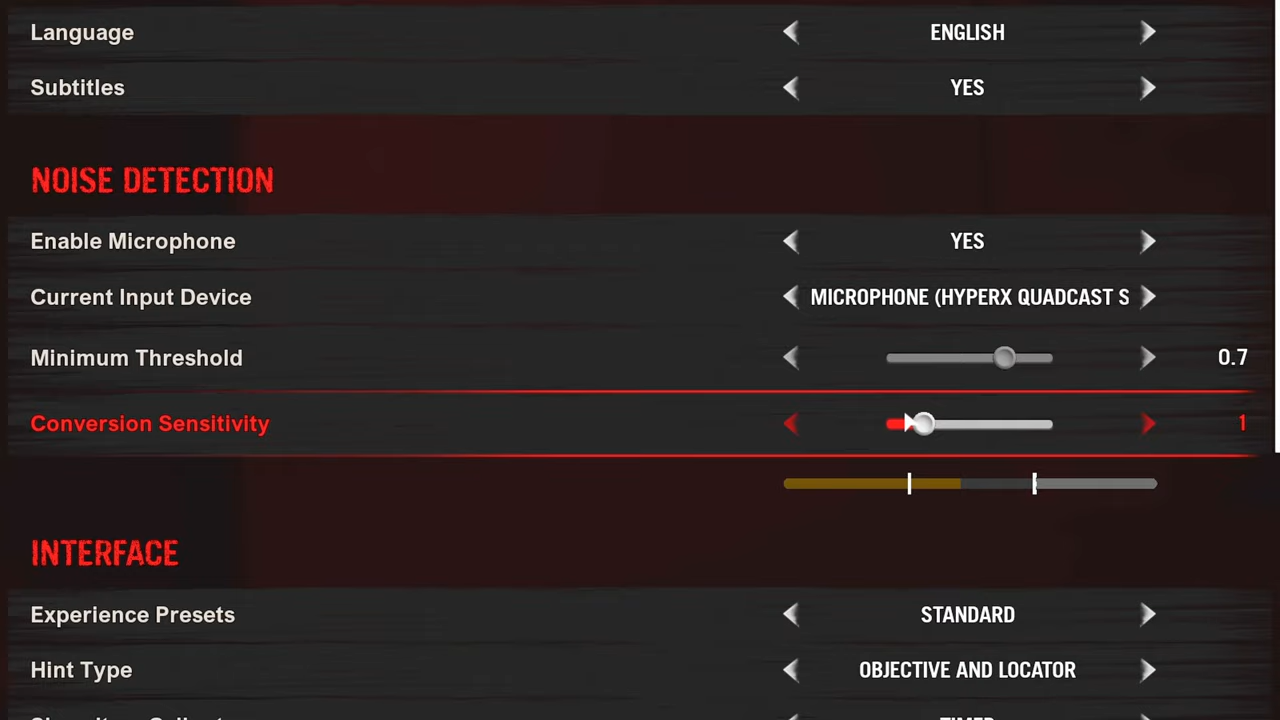 Language ENGLISH
Subtitles YES
NOISE DETECTION
Enable Microphone YES
Current Input Device MICROPHONE (HYPERX QUADCAST S
Minimum Threshold 0.7
Conversion Sensitivity 1
INTERFACE
Experience Presets STANDARD
Hint Type OBJECTIVE AND LOCATOR
TIMER